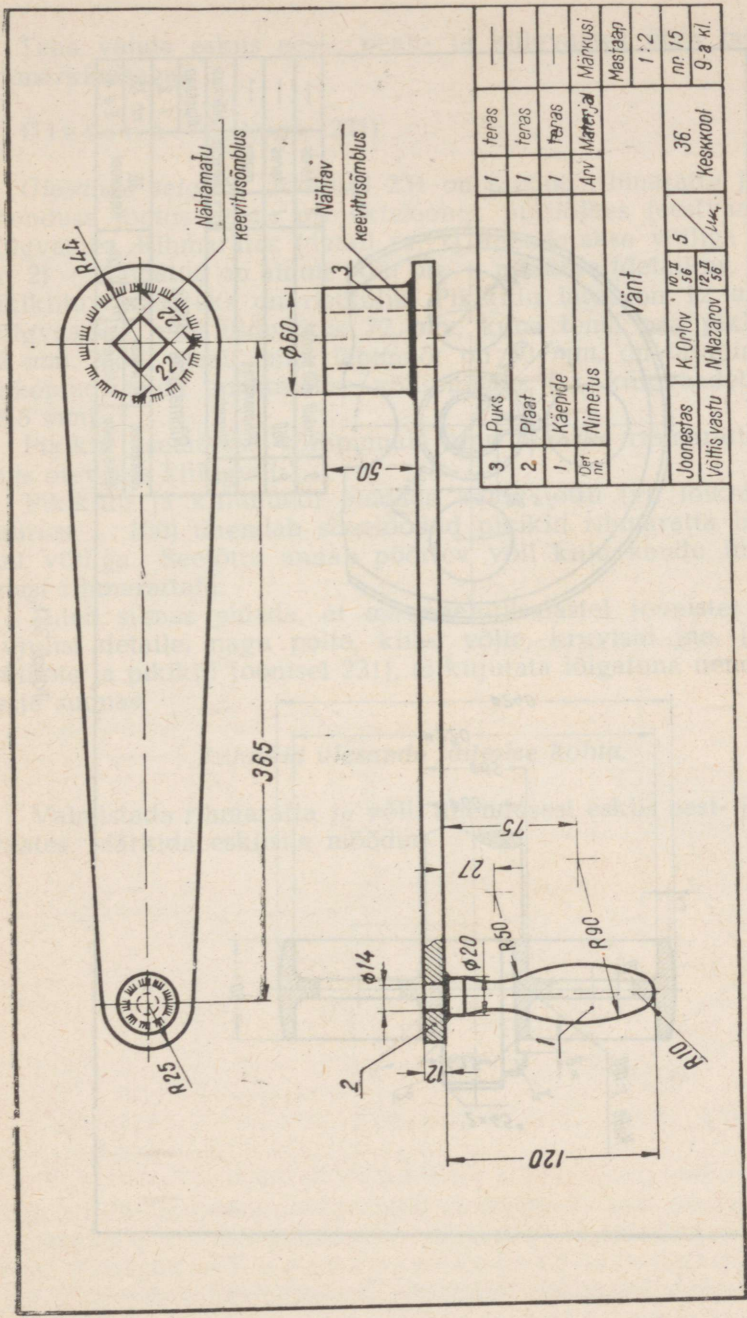 R44
Nähtamatu
keevitusõmblus
22
22
365
R25
φ60
Nähtav
keevitusõmblus
3
50
φ14
2
12
φ20
27
75
R50
R90
1
R10
120
3 Puks 1 teras —
2 Plaat 1 teras —
1 Käepide 1 teras —
Det. nr. Nimetus Arv Materjal Märkusi
Vänt
Mastaap
1:2
Joonestas K. Orlov 10.II 56 5
Võttis vastu N. Nazarov 12.II 56
36.
Keskkool
nr. 15
9-a kl.